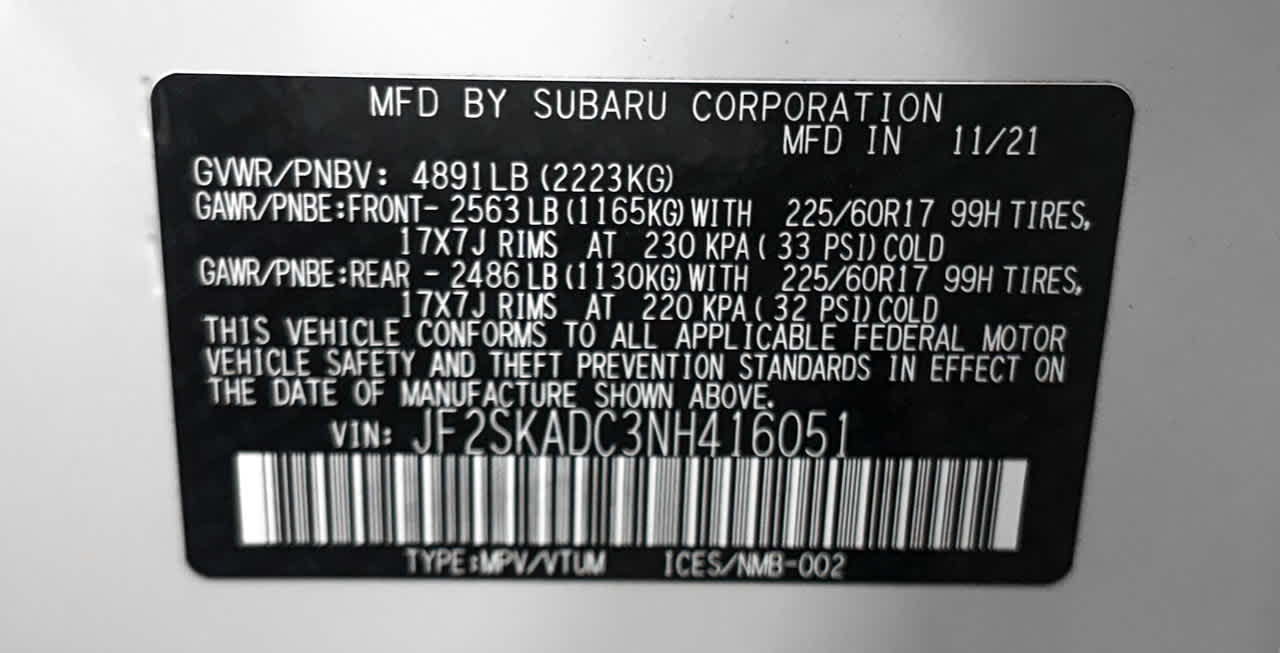 MFD BY SUBARU CORPORATION
MFD IN 11/21
GVWR/PNBV: 4891LB (2223KG)
GAWR/PNBE:FRONT- 2563 LB (1165KG) WITH 225/60R17 99H TIRES,
17X7J RIMS AT 230 KPA ( 33 PSI) COLD
GAWR/PNBE:REAR - 2486 LB (1130KG) WITH 225/60R17 99H TIRES,
17X7J RIMS AT 220 KPA ( 32 PSI) COLD
THIS VEHICLE CONFORMS TO ALL APPLICABLE FEDERAL MOTOR
VEHICLE SAFETY AND THEFT PREVENTION STANDARDS IN EFFECT ON
THE DATE OF MANUFACTURE SHOWN ABOVE.
VIN: JF2SKADC3NH416051
TYPE:MPV/VTUM ICES/NMB-002